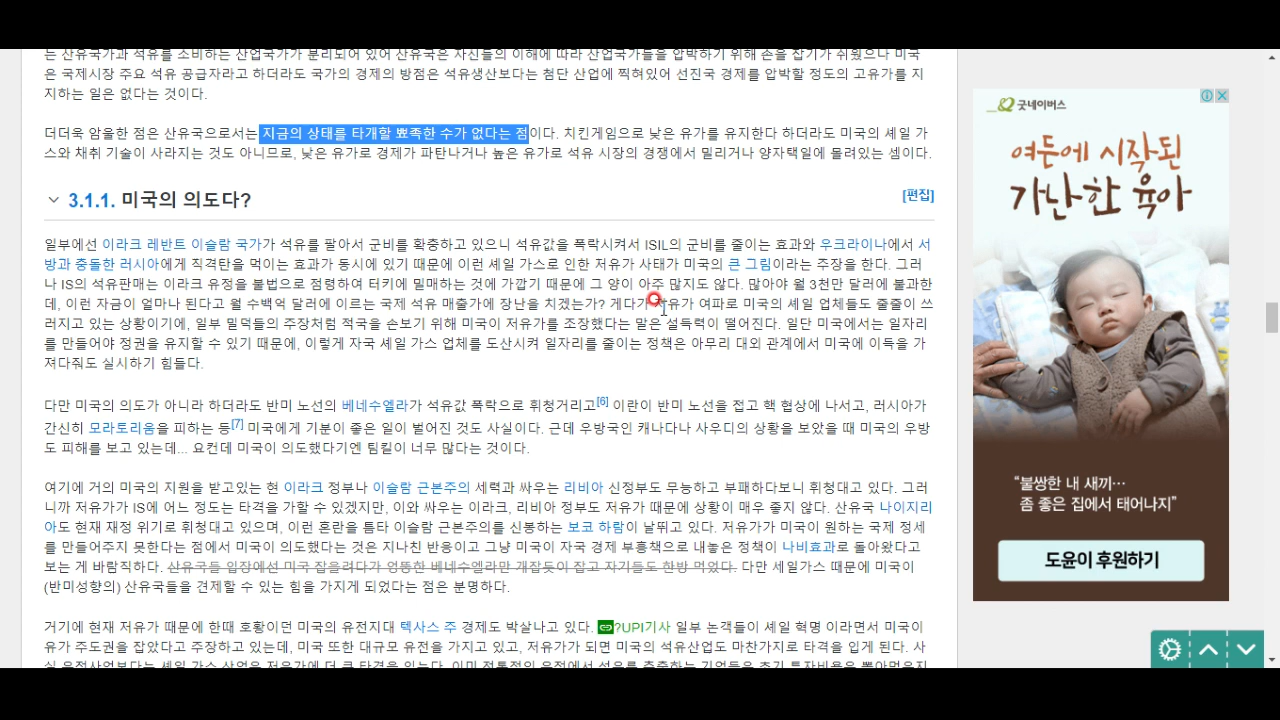 는 산유국가과 석유를 소비하는 산업국가가 분리되어 있어 산유국은 자신들의 이해에 따라 산업국가들을 압박하기 위해 손을 잡기가 쉬웠으나 미국
은 국제시장 주요 석유 공급자라고 하더라도 국가의 경제의 방점은 석유생산보다는 첨단 산업에 찍혀있어 선진국 경제를 압박할 정도의 고유가를 지
지하는 일은 없다는 것이다.
더더욱 암울한 점은 산유국으로서는 지금의 상태를 타개할 뾰족한 수가 없다는 점이다. 치킨게임으로 낮은 유가를 유지한다 하더라도 미국의 셰일 가
스와 채취 기술이 사라지는 것도 아니므로, 낮은 유가로 경제가 파탄나거나 높은 유가로 석유 시장의 경쟁에서 밀리거나 양자택일에 몰려있는 셈이다.
3.1.1. 미국의 의도다?
[편집]
일부에선 이라크 레반트 이슬람 국가가 석유를 팔아서 군비를 확충하고 있으니 석유값을 폭락시켜서 ISIL의 군비를 줄이는 효과와 우크라이나에서 서
방과 충돌한 러시아에게 직격탄을 먹이는 효과가 동시에 있기 때문에 이런 셰일 가스로 인한 저유가 사태가 미국의 큰 그림이라는 주장을 한다. 그러
나 IS의 석유판매는 이라크 유정을 불법으로 점령하여 터키에 밀매하는 것에 가깝기 때문에 그 양이 아주 많지도 않다. 많아야 월 3천만 달러에 불과한
데, 이런 자금이 얼마나 된다고 월 수백억 달러에 이르는 국제 석유 매출가에 장난을 치겠는가? 게다가 저유가 여파로 미국의 셰일 업체들도 줄줄이 쓰
러지고 있는 상황이기에, 일부 밀덕들의 주장처럼 적국을 손보기 위해 미국이 저유가를 조장했다는 말은 설득력이 떨어진다. 일단 미국에서는 일자리
를 만들어야 정권을 유지할 수 있기 때문에, 이렇게 자국 셰일 가스 업체를 도산시켜 일자리를 줄이는 정책은 아무리 대외 관계에서 미국에 이득을 가
져다줘도 실시하기 힘들다.
다만 미국의 의도가 아니라 하더라도 반미 노선의 베네수엘라가 석유값 폭락으로 휘청거리고[6] 이란이 반미 노선을 접고 핵 협상에 나서고, 러시아가
간신히 모라토리움을 피하는 등[7] 미국에게 기분이 좋은 일이 벌어진 것도 사실이다. 근데 우방국인 캐나다나 사우디의 상황을 보았을 때 미국의 우방
도 피해를 보고 있는데... 요컨데 미국이 의도했다기엔 팀킬이 너무 많다는 것이다.
여기에 거의 미국의 지원을 받고있는 현 이라크 정부나 이슬람 근본주의 세력과 싸우는 리비아 신정부도 무능하고 부패하다보니 휘청대고 있다. 그러
니까 저유가가 IS에 어느 정도는 타격을 가할 수 있겠지만, 이와 싸우는 이라크, 리비아 정부도 저유가 때문에 상황이 매우 좋지 않다. 산유국 나이지리
아도 현재 재정 위기로 휘청대고 있으며, 이런 혼란을 틈타 이슬람 근본주의를 신봉하는 보코 하람이 날뛰고 있다. 저유가가 미국이 원하는 국제 정세
를 만들어주지 못한다는 점에서 미국이 의도했다는 것은 지나친 반응이고 그냥 미국이 자국 경제 부흥책으로 내놓은 정책이 나비효과로 돌아왔다고
보는 게 바람직하다. 산유국들 입장에선 미국 잡을려다가 엉뚱한 베네수엘라만 개잡듯이 잡고 자기들도 한방 먹었다. 다만 세일가스 때문에 미국이
(반미성향의) 산유국들을 견제할 수 있는 힘을 가지게 되었다는 점은 분명하다.
거기에 현재 저유가 때문에 한때 호황이던 미국의 유전지대 텍사스 주 경제도 박살나고 있다. ?UPI기사 일부 논객들이 셰일 혁명 이라면서 미국이
유가 주도권을 잡았다고 주장하고 있는데, 미국 또한 대규모 유전을 가지고 있고, 저유가가 되면 미국의 석유산업도 마찬가지로 타격을 입게 된다. 사
굿네이버스
여든에 시작된
가난한 육아
“불쌍한 내 새끼…
좀 좋은 집에서 태어나지”
도윤이 후원하기